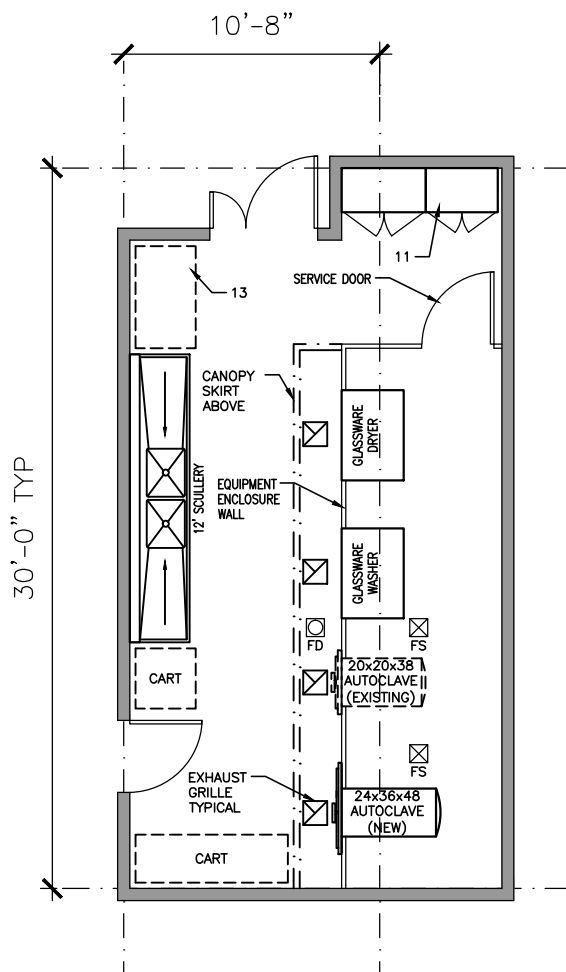 10'-8"
11
13
SERVICE DOOR
CANOPY
SKIRT
ABOVE
GLASSWARE
DRYER
30'-0" TYP
12' SCULLERY
EQUIPMENT
ENCLOSURE
WALL
GLASSWARE
WASHER
FD
FS
CART
20x20x38
AUTOCLAVE
(EXISTING)
FS
EXHAUST
GRILLE
TYPICAL
24x36x48
AUTOCLAVE
(NEW)
CART